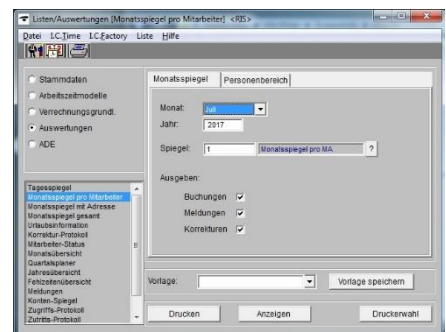 Listen/Auswertungen [Monatsspiegel pro Mitarbeiter] <RIS>
Datei I.C.Time I.C.Factory Liste Hilfe
Stammdaten
Arbeitszeitmodelle
Verrechnungsgrundl.
Auswertungen
ADE
Tagesspiegel
Monatsspiegel pro Mitarbeiter
Monatsspiegel mit Adresse
Monatsspiegel gesamt
Urlaubsinformation
Korrektur-Protokoll
Mitarbeiter-Status
Monatsübersicht
Quartalsplaner
Jahresübersicht
Fehlzeitenübersicht
Meldungen
Konten-Spiegel
Zugriffs-Protokoll
Zutritts-Protokoll
Monatsspiegel Personenbereich
Monat: Juli
Jahr: 2017
Spiegel: 1 Monatsspiegel pro MA ?
Ausgeben:
Buchungen
Meldungen
Korrekturen
Vorlage: Vorlage speichern
Drucken Anzeigen Druckerwahl